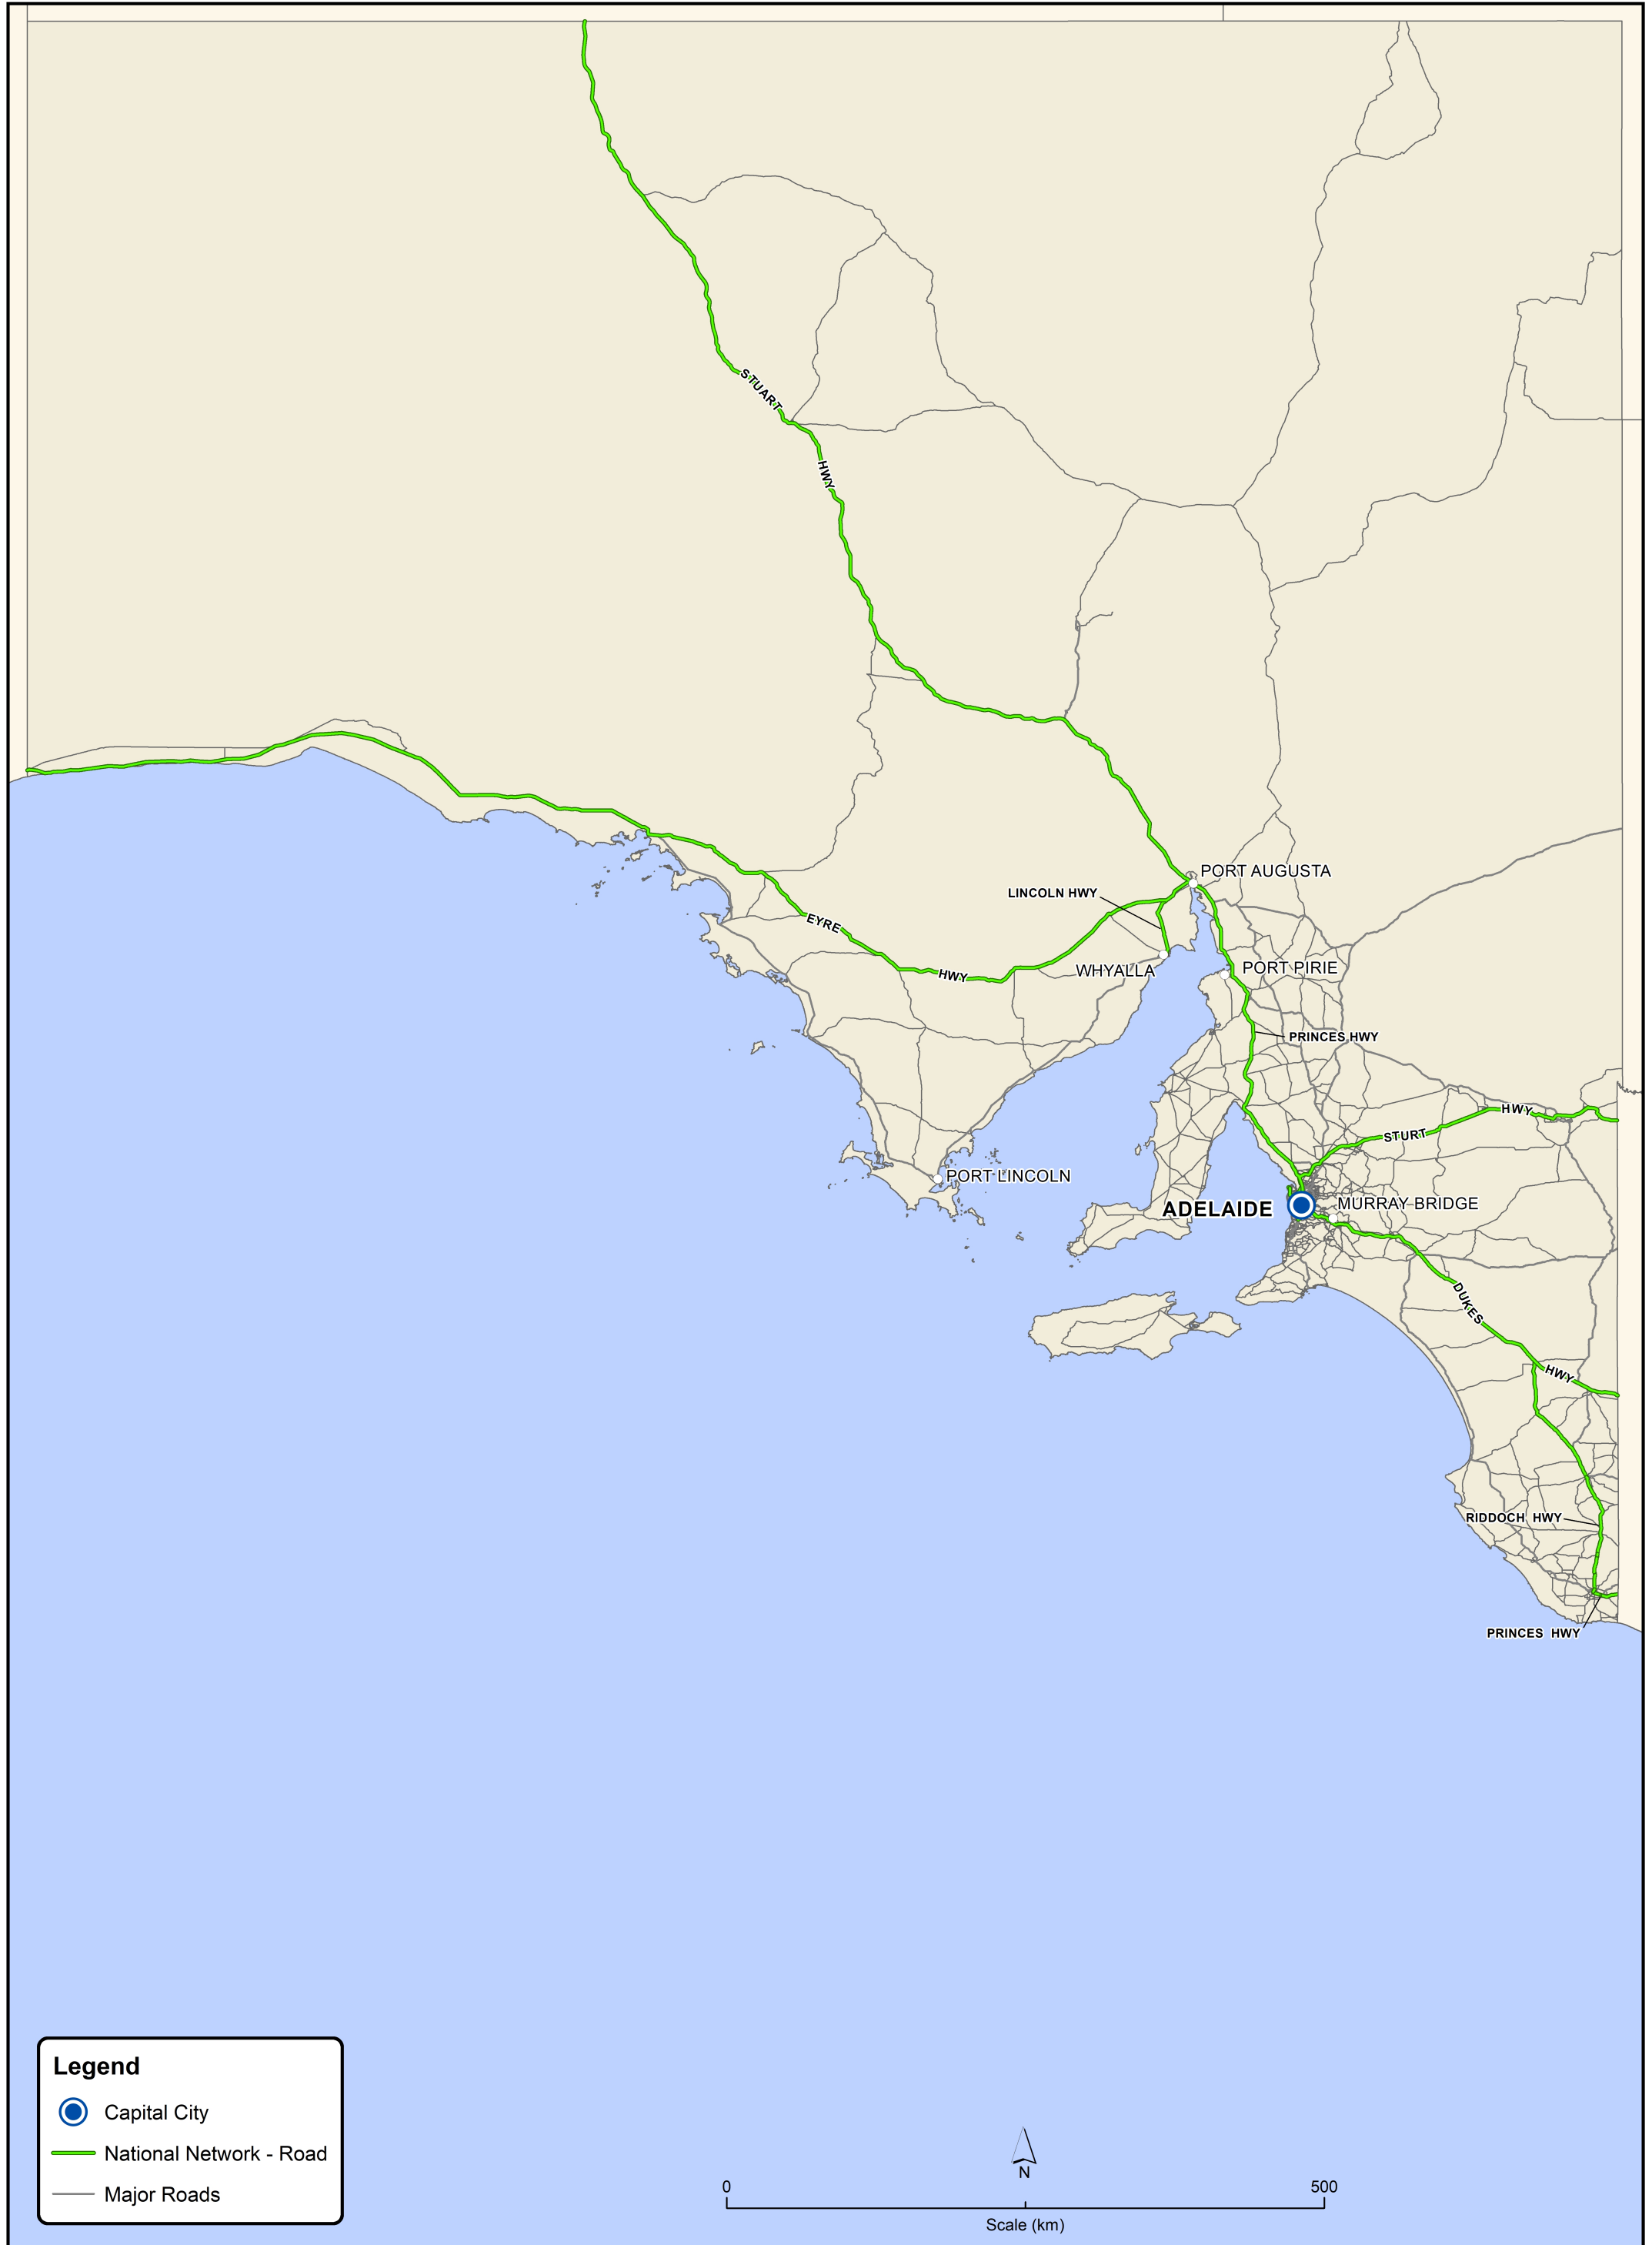 STUART
HWY
PORT AUGUSTA
LINCOLN HWY
EYRE
HWY
WHYALLA
PORT PIRIE
PRINCES HWY
HWY
STURT
PORT LINCOLN
ADELAIDE
MURRAY BRIDGE
DUKES
HWY
RIDDOCH HWY
PRINCES HWY
Legend
Capital City
National Network - Road
Major Roads
N
0 500
Scale (km)